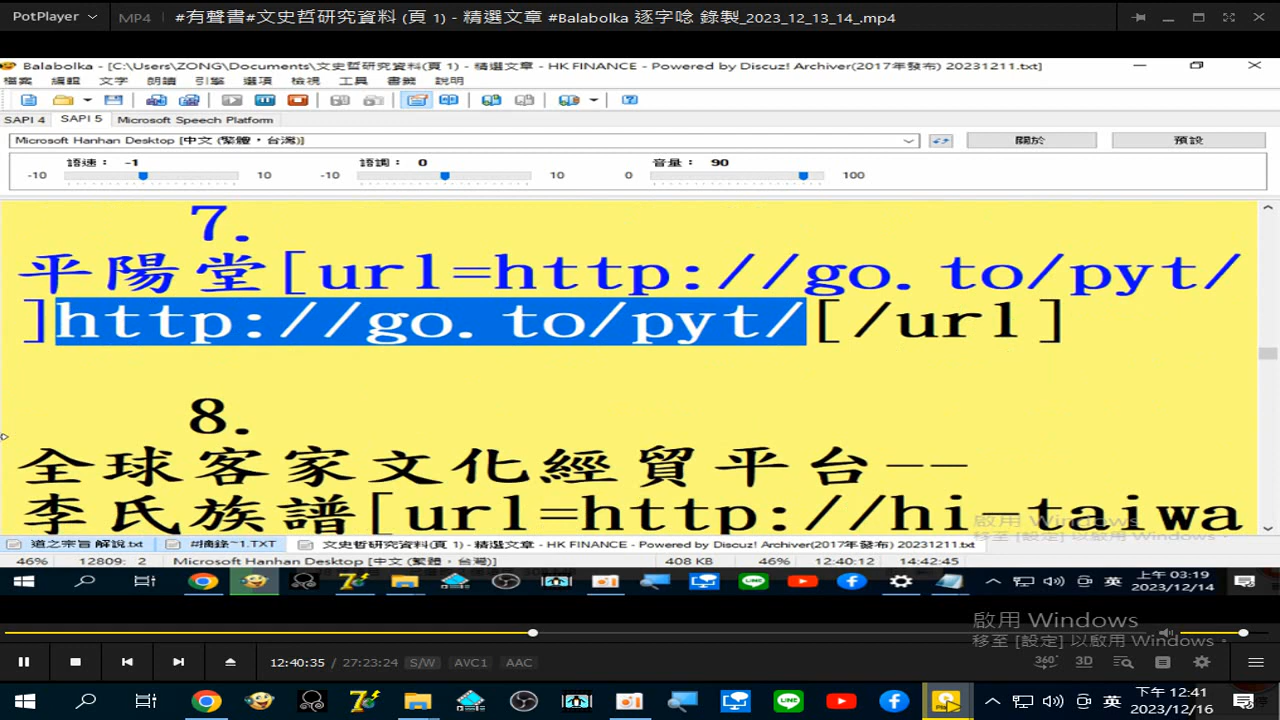 PotPlayer MP4 #有聲書#文史哲研究資料 (頁 1) - 精選文章 #Balabolka 逐字唸 錄製_2023_12_13_14_.mp4
Balabolka - [C:\Users\ZONG\Documents\文史哲研究資料(頁 1) - 精選文章 - HK FINANCE - Powered by Discuz! Archiver(2017年發布) 20231211.txt]
檔案 編輯 文字 朗讀 引擎 選項 檢視 工具 書籤 說明
SAPI 4 SAPI 5 Microsoft Speech Platform
Microsoft Hanhan Desktop [中文 (繁體，台灣)] 關於 預設
語速： -1 語調： 0 音量： 90
-10 10 -10 10 0 100
7.
平陽堂[url=http://go.to/pyt/
]http://go.to/pyt/[/url]
8.
全球客家文化經貿平台--
李氏族譜[url=http://hi-taiwa
啟用 Windows
移至 [設定] 以啟用 Windows。
道之宗旨 解說.txt #摘錄~1.TXT 文史哲研究資料(頁 1) - 精選文章 - HK FINANCE - Powered by Discuz! Archiver(2017年發布) 20231211.txt
46% 12809: 2 Microsoft Hanhan Desktop [中文 (繁體，台灣)] 408 KB 46% 12:40:12 14:42:45
英 上午 03:19
2023/12/14
啟用 Windows
移至 [設定] 以啟用 Windows。
12:40:35 / 27:23:24 S/W AVC1 AAC 360° 3D
英 下午 12:41
2023/12/16